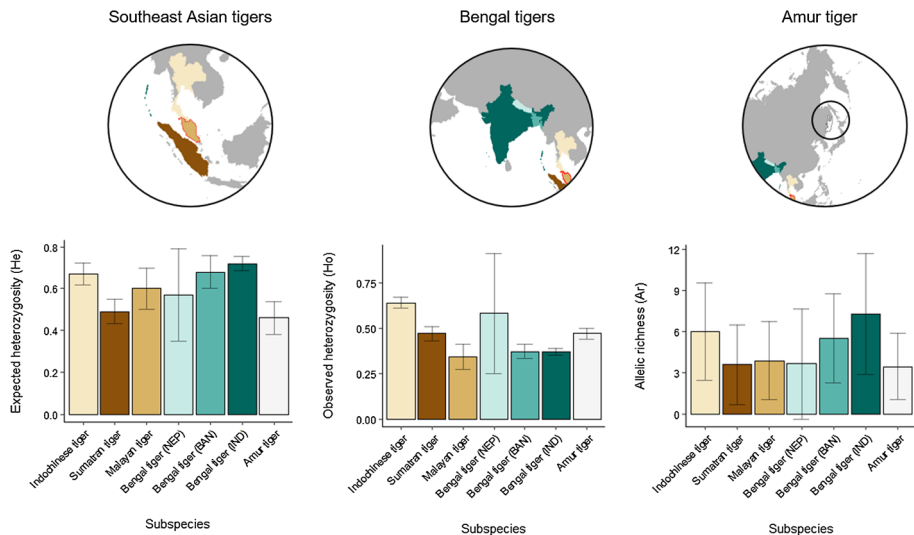 Southeast Asian tigers
Bengal tigers
Amur tiger
Expected heterozygosity (He)
0.8
0.6
0.4
0.2
0.0
Indochinese tiger
Sumatran tiger
Malayan tiger
Bengal tiger (NEP)
Bengal tiger (BAN)
Bengal tiger (IND)
Amur tiger
Subspecies
Observed heterozygosity (Ho)
0.75
0.50
0.25
0.00
Indochinese tiger
Sumatran tiger
Malayan tiger
Bengal tiger (NEP)
Bengal tiger (BAN)
Bengal tiger (IND)
Amur tiger
Subspecies
Allelic richness (Ar)
12
9
6
3
0
Indochinese tiger
Sumatran tiger
Malayan tiger
Bengal tiger (NEP)
Bengal tiger (BAN)
Bengal tiger (IND)
Amur tiger
Subspecies